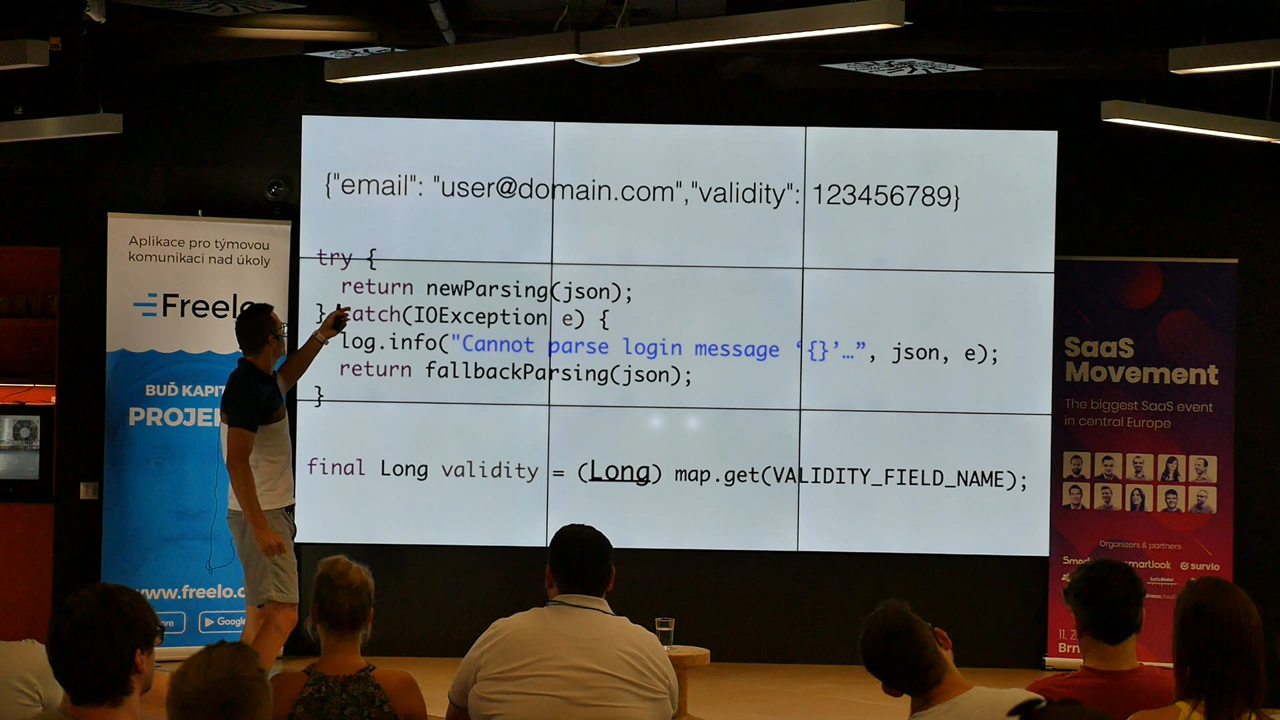 {"email": "user@domain.com","validity": 123456789}
try {
return newParsing(json);
} catch(IOException e) {
log.info("Cannot parse login message ‘{}’…”, json, e);
return fallbackParsing(json);
}
final Long validity = (Long) map.get(VALIDITY_FIELD_NAME);
Aplikace pro týmovou
komunikaci nad úkoly
Freelo
BUĎ KAPIT
PROJE
www.freelo.c
Google
SaaS
Movement
The biggest SaaS event
in central Europe
Organizers & partners
smartlook
survio
11.
Brn